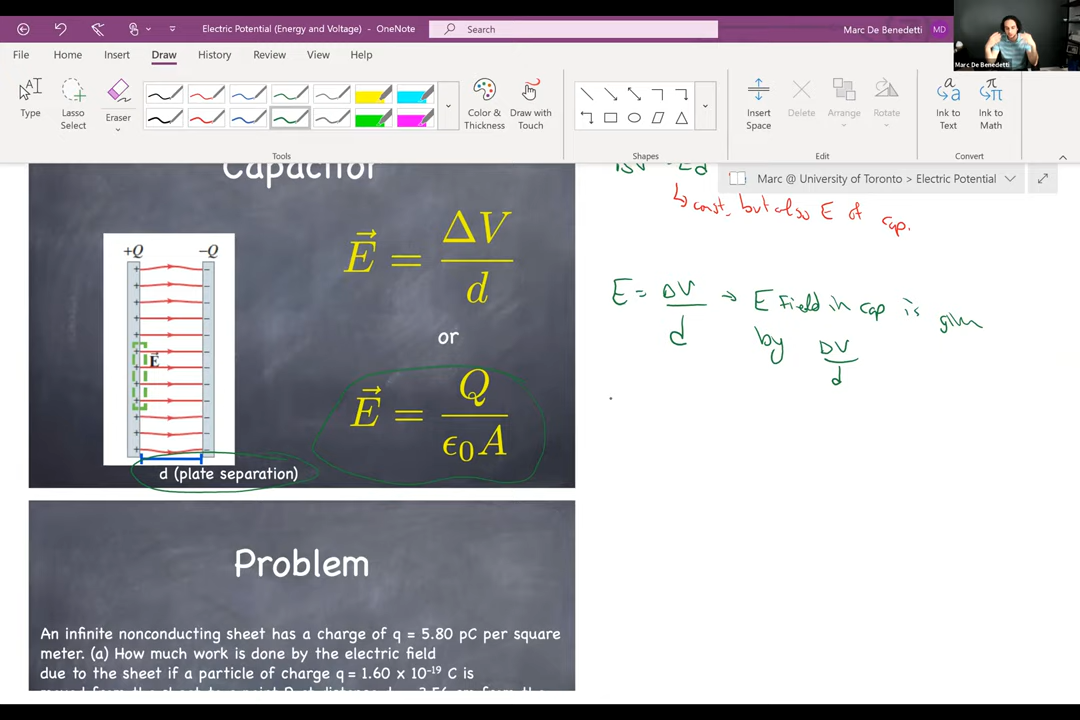 Electric Potential (Energy and Voltage) - OneNote
Search
Marc De Benedetti
MD
Marc De Benedetti
File
Home
Insert
Draw
History
Review
View
Help
Type
Lasso
Select
Eraser
Color &
Thickness
Draw with
Touch
Insert
Space
Delete
Arrange
Rotate
Ink to
Text
Ink to
Math
Tools
Shapes
Edit
Convert
Marc @ University of Toronto > Electric Potential
Capacitor
+Q
−Q
E
d (plate separation)
E = ΔV / d
or
E = Q / ε₀A
Problem
An infinite nonconducting sheet has a charge of q = 5.80 pC per square
meter. (a) How much work is done by the electric field
due to the sheet if a particle of charge q = 1.60 x 10⁻¹⁹ C is
const, but also E of cap.
E = ΔV / d → E field in cap is given
by ΔV / d